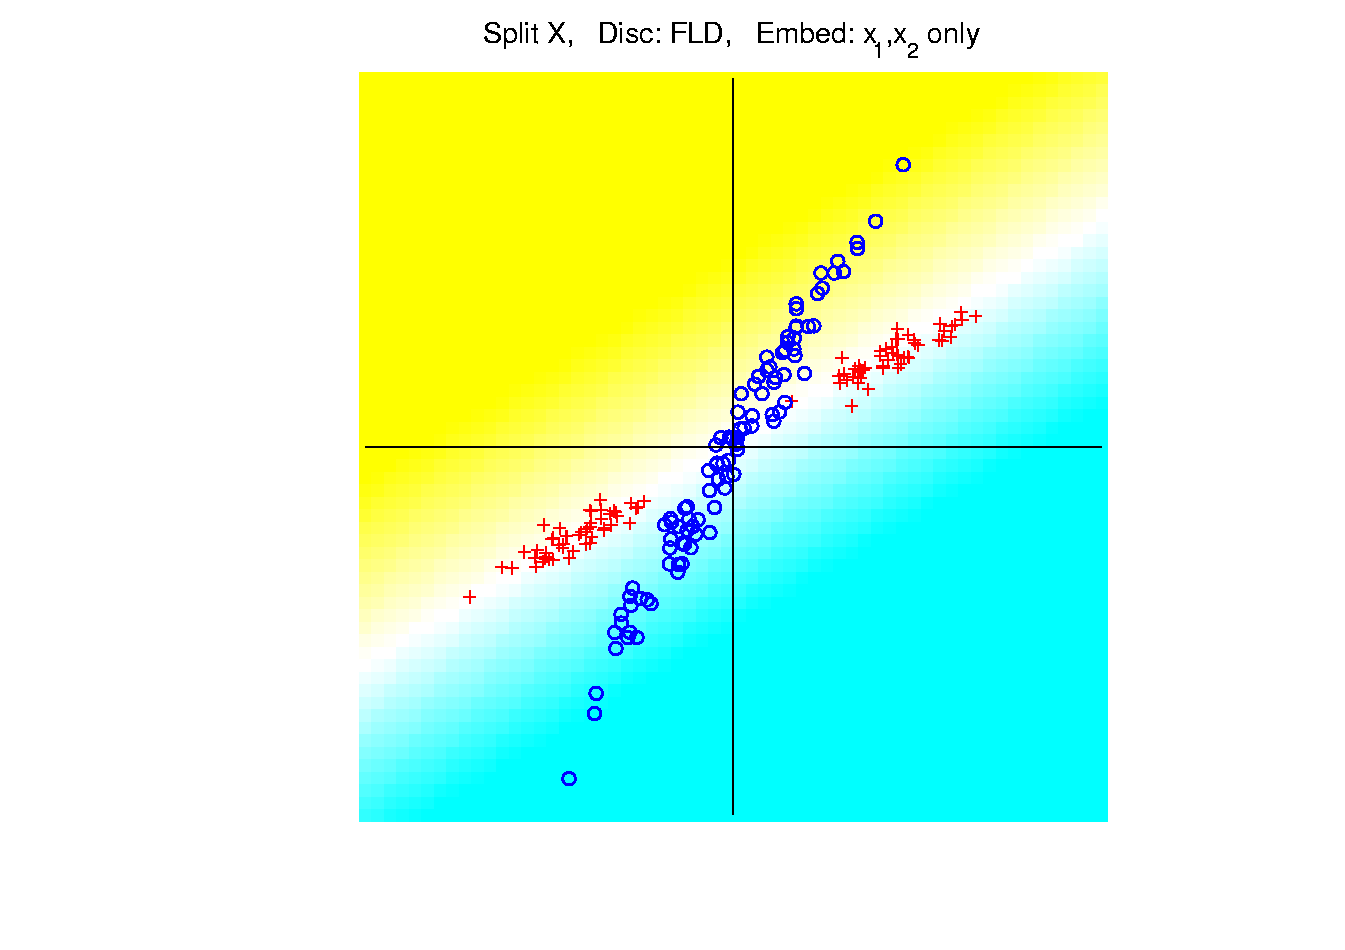 Split X,   Disc: FLD,   Embed: x₁,x₂ only